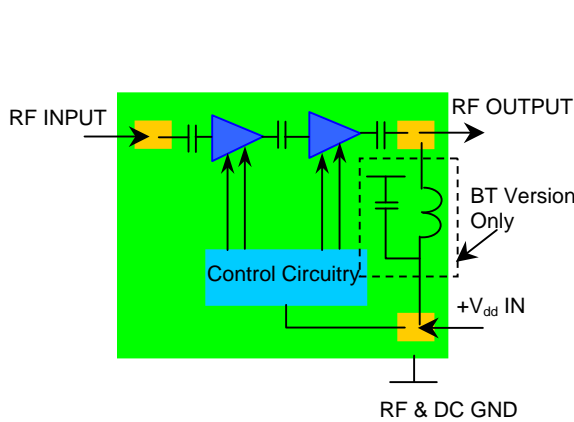 RF INPUT
RF OUTPUT
BT Version
Only
Control Circuitry
+Vdd IN
RF & DC GND